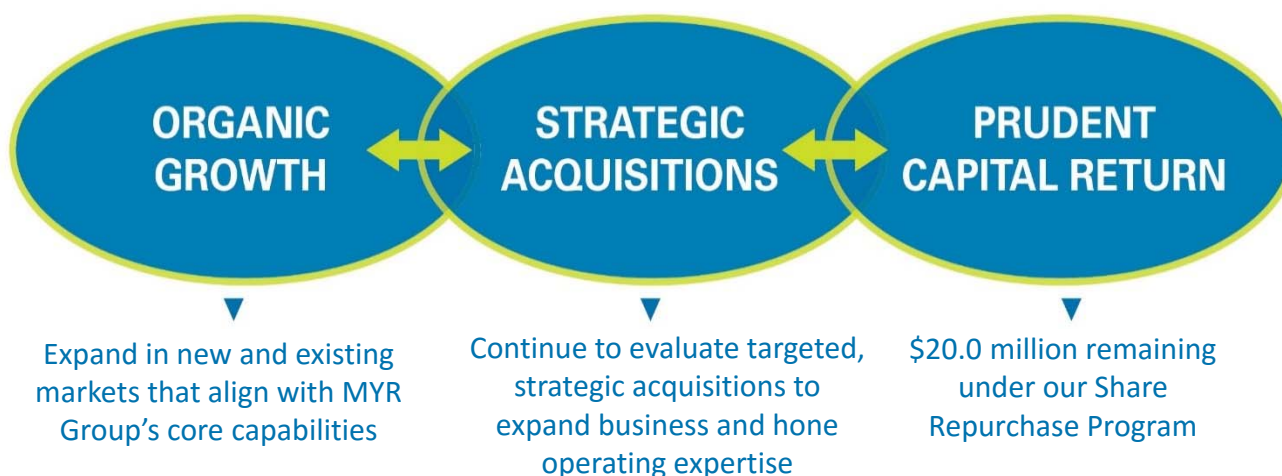 ORGANIC
GROWTH
STRATEGIC
ACQUISITIONS
PRUDENT
CAPITAL RETURN
Expand in new and existing
markets that align with MYR
Group’s core capabilities
Continue to evaluate targeted,
strategic acquisitions to
expand business and hone
operating expertise
$20.0 million remaining
under our Share
Repurchase Program